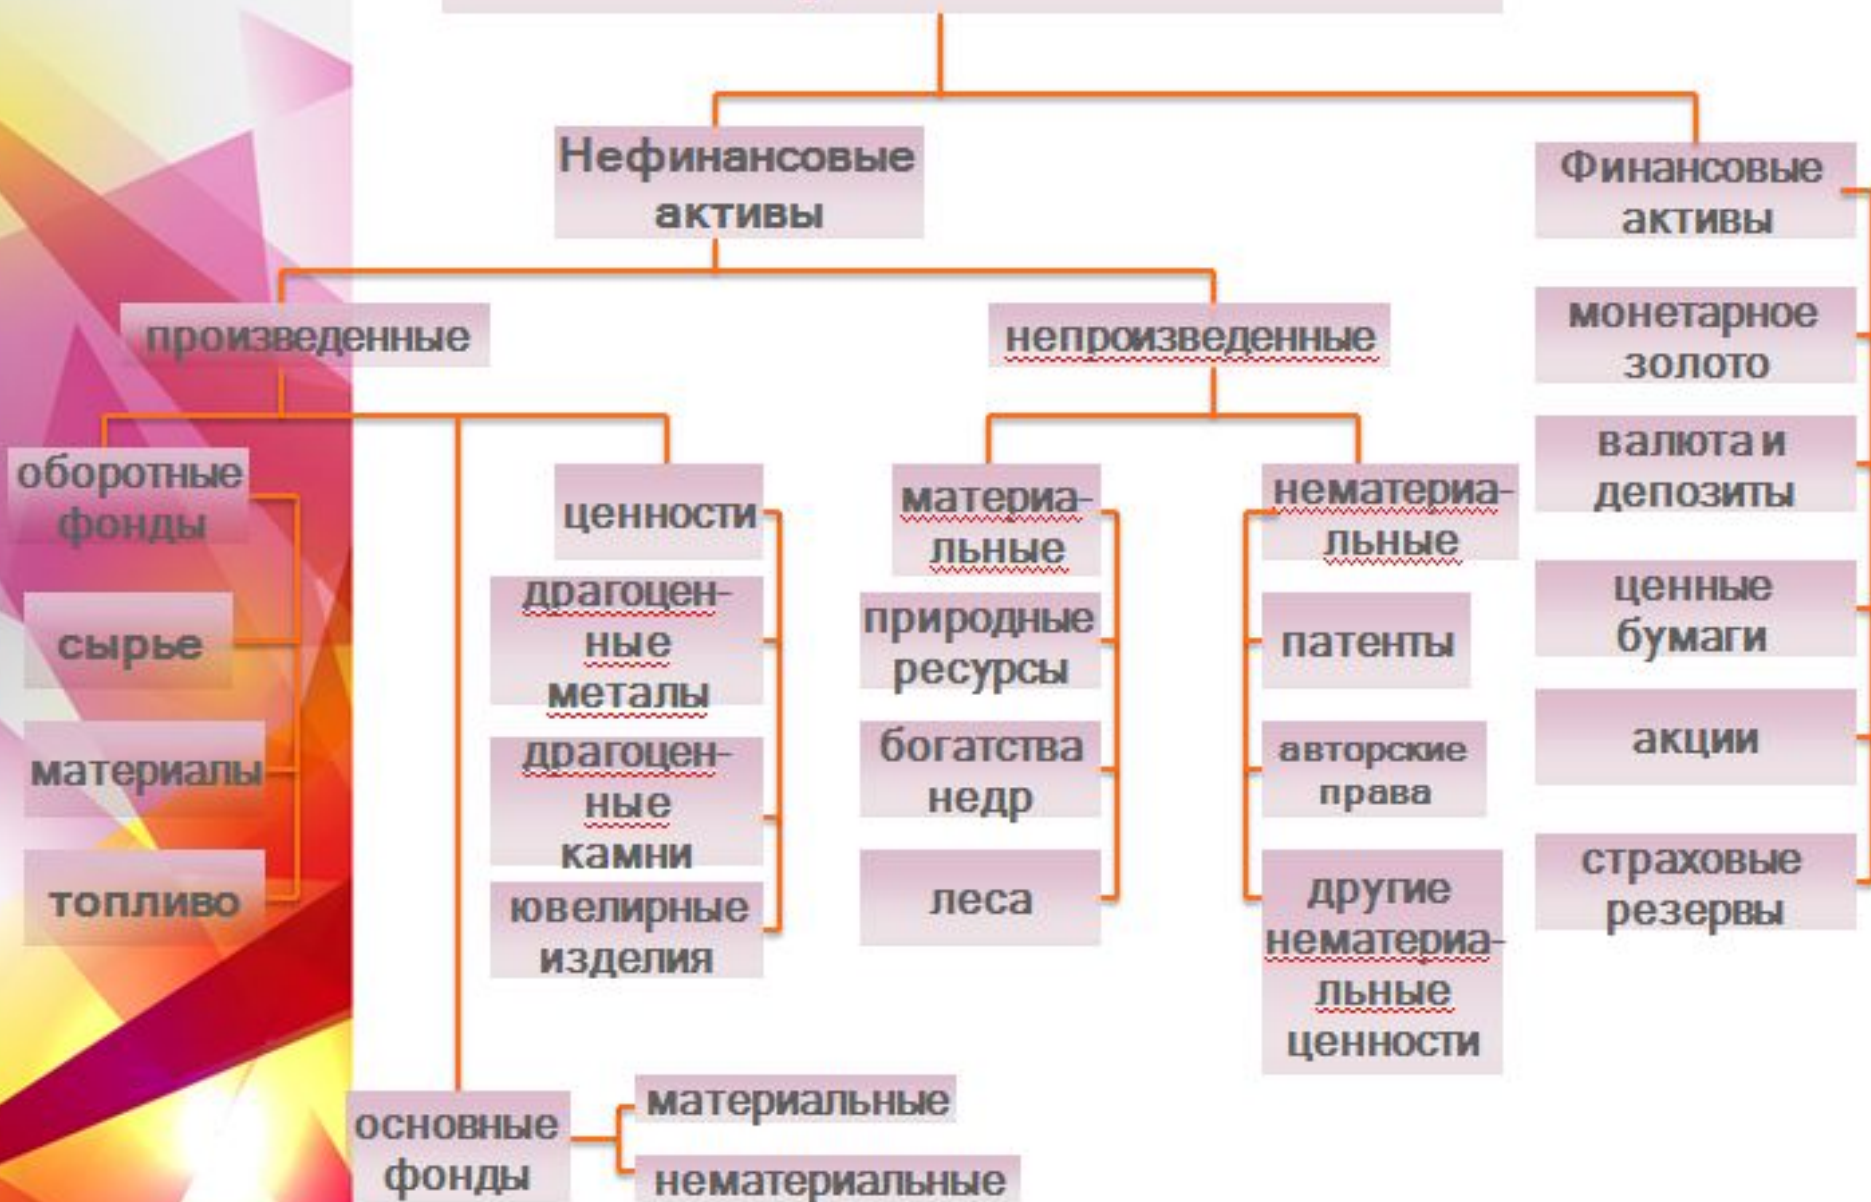 Нефинансовые
активы
Финансовые
активы
произведенные
непроизведенные
монетарное
золото
валюта и
депозиты
ценные
бумаги
акции
страховые
резервы
оборотные
фонды
сырье
материалы
топливо
ценности
драгоцен-
ные
металы
драгоцен-
ные
камни
ювелирные
изделия
материа-
льные
природные
ресурсы
богатства
недр
леса
нематериа-
льные
патенты
авторские
права
другие
нематериа-
льные
ценности
основные
фонды
материальные
нематериальные